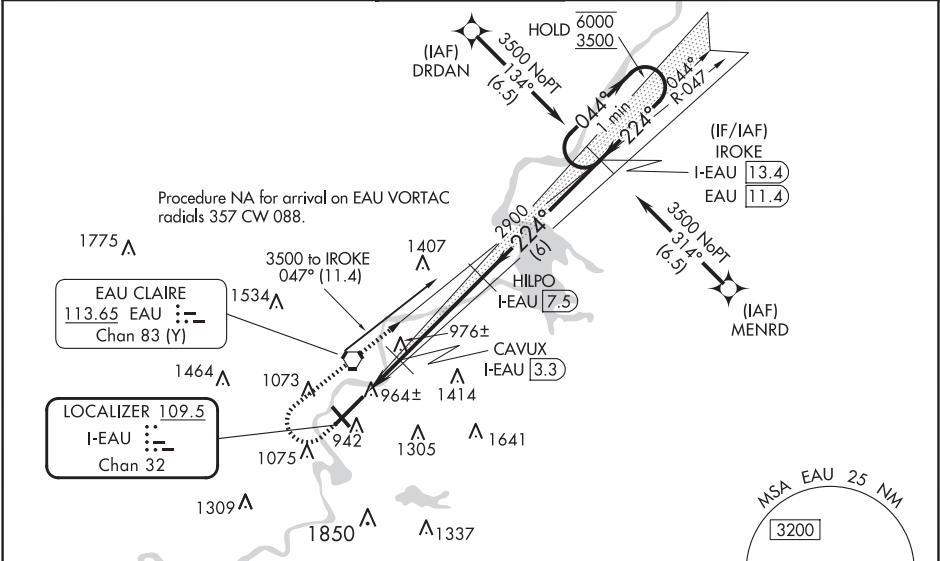 HOLD 6000
3500
(IAF)
DRDAN
3500 NoPT
134°
(6.5)
044°
1 min
224°
044°
R-047
(IF/IAF)
IROKE
I-EAU 13.4
EAU 11.4
Procedure NA for arrival on EAU VORTAC
radials 357 CW 088.
2900
224°
(6)
3500 NoPT
314°
(6.5)
(IAF)
MENRD
1775
3500 to IROKE
047° (11.4)
1407
HILPO
I-EAU 7.5
EAU CLAIRE
113.65 EAU
Chan 83 (Y)
1534
976±
CAVUX
I-EAU 3.3
1464
1073
964±
1414
LOCALIZER 109.5
I-EAU
Chan 32
942
1075
1305
1641
1309
1850
1337
MSA EAU 25 NM
3200